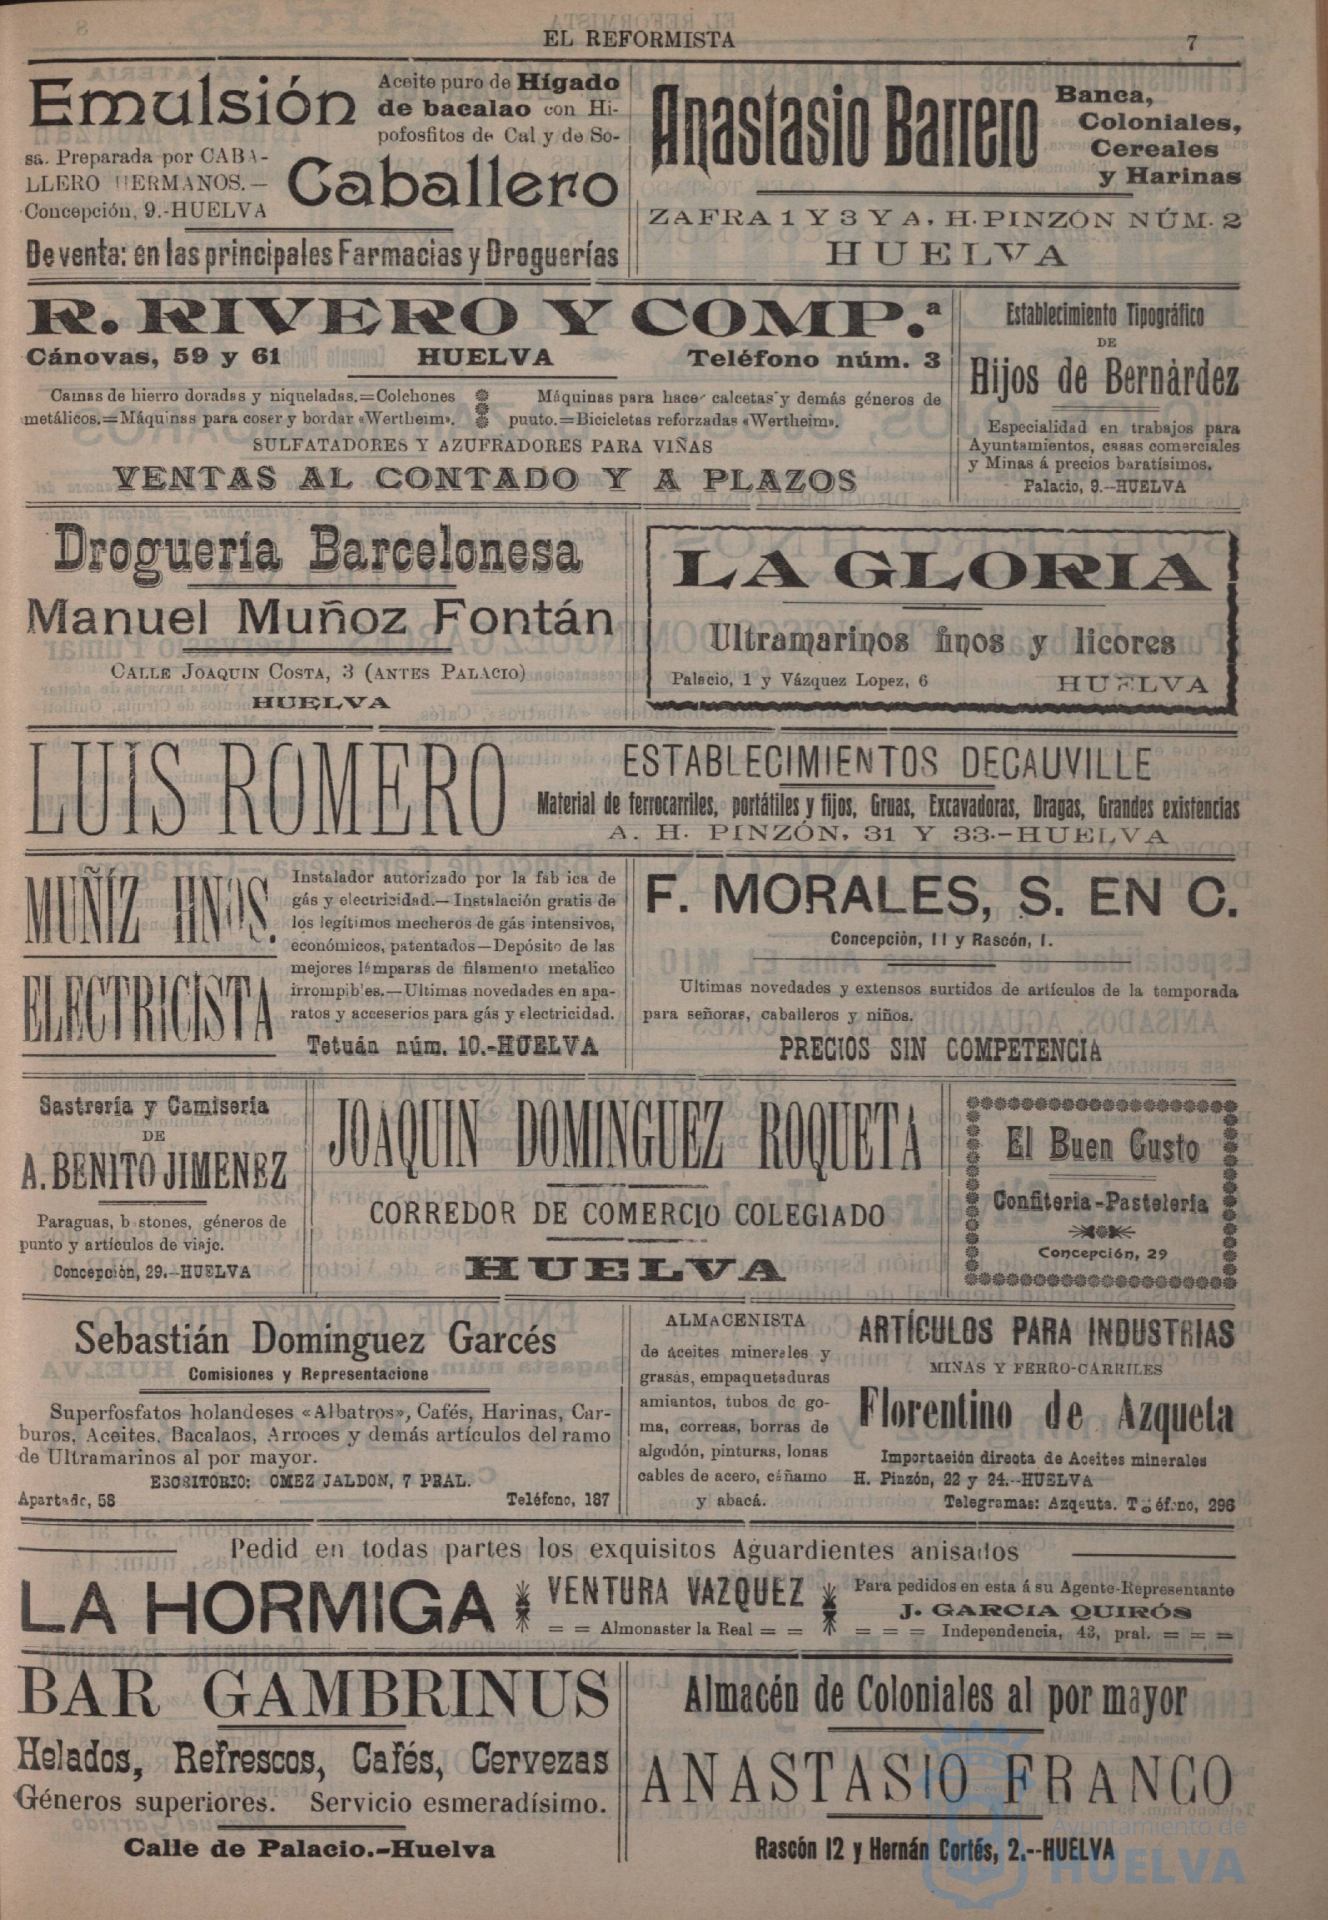 EL REFORMISTA
7
Emulsión
Aceite puro de Hígado
de bacalao con Hi-
pofosfitos de Cal y de So-
sa. Preparada por CABA-
LLERO HERMANOS.—
Concepción, 9.-HUELVA
Caballero
De venta: en las principales Farmacias y Droguerías
Anastasio Barrero
Banca,
Coloniales,
Cereales
y Harinas
ZAFRA 1 Y 3 Y A. H. PINZÓN NÚM. 2
HUELVA
R. RIVERO Y COMP.ª
Cánovas, 59 y 61 HUELVA Teléfono núm. 3
Camas de hierro doradas y niqueladas.=Colchones
metálicos.=Máquinas para coser y bordar «Wertheim».
Máquinas para hacer calcetas y demás géneros de
punto.=Bicicletas reforzadas «Wertheim».
SULFATADORES Y AZUFRADORES PARA VIÑAS
VENTAS AL CONTADO Y A PLAZOS
Establecimiento Tipográfico
DE
Hijos de Bernárdez
Especialidad en trabajos para
Ayuntamientos, casas comerciales
y Minas á precios baratísimos.
Palacio, 9.--HUELVA
Droguería Barcelonesa
Manuel Muñoz Fontán
CALLE JOAQUIN COSTA, 3 (ANTES PALACIO)
HUELVA
LA GLORIA
Ultramarinos finos y licores
Palacio, 1 y Vázquez Lopez, 6 HUELVA
LUIS ROMERO
ESTABLECIMIENTOS DECAUVILLE
Material de ferrocarriles, portátiles y fijos, Gruas, Excavadoras, Dragas, Grandes existencias
A. H. PINZÓN, 31 Y 33.-HUELVA
MUÑÍZ HNOS.
ELECTRICISTA
Instalador autorizado por la fab ica de
gás y electricidad.—Instalación gratis de
los legítimos mecheros de gás intensivos,
económicos, patentados—Depósito de las
mejores lámparas de filamento metalico
irrompib'es.—Ultimas novedades en apa-
ratos y acceserios para gás y electricidad.
Tetuán núm. 10.-HUELVA
F. MORALES, S. EN C.
Concepción, 11 y Rascón, 1.
Ultimas novedades y extensos surtidos de artículos de la temporada
para señoras, caballeros y niños.
PRECIOS SIN COMPETENCIA
Sastrería y Camisería
DE
A. BENITO JIMENEZ
Paraguas, b stones, géneros de
punto y artículos de viaje.
Concepción, 29.--HUELVA
JOAQUIN DOMINGUEZ ROQUETA
CORREDOR DE COMERCIO COLEGIADO
HUELVA
El Buen Gusto
Confiteria-Pastelería
Concepción, 29
Sebastián Dominguez Garcés
Comisiones y Representacione
Superfosfatos holandeses «Albatros», Cafés, Harinas, Car-
buros, Aceites, Bacalaos, Arroces y demás artículos del ramo
de Ultramarinos al por mayor.
ESCRITORIO: OMEZ JALDON, 7 PRAL.
Apartado, 58 Teléfono, 187
ALMACENISTA
de aceites minerales y
grasas, empaquetaduras
amiantos, tubos de go-
ma, correas, borras de
algodón, pinturas, lonas
cables de acero, cáñamo
y abacá.
ARTÍCULOS PARA INDUSTRIAS
MINAS Y FERRO-CARRILES
Florentino de Azqueta
Importación directa de Aceites minerales
H. Pinzón, 22 y 24.--HUELVA
Telegramas: Azqueta. Teléfono, 296
Pedid en todas partes los exquisitos Aguardientes anisados
LA HORMIGA
VENTURA VAZQUEZ
= = Almonaster la Real = =
Para pedidos en esta á su Agente-Representante
J. GARCIA QUIRÓS
= = = Independencia, 43, pral. = = =
BAR GAMBRINUS
Helados, Refrescos, Cafés, Cervezas
Géneros superiores. Servicio esmeradísimo.
Calle de Palacio.-Huelva
Almacén de Coloniales al por mayor
ANASTASIO FRANCO
Rascón 12 y Hernán Cortés, 2.--HUELVA
Ayuntamiento de
HUELVA